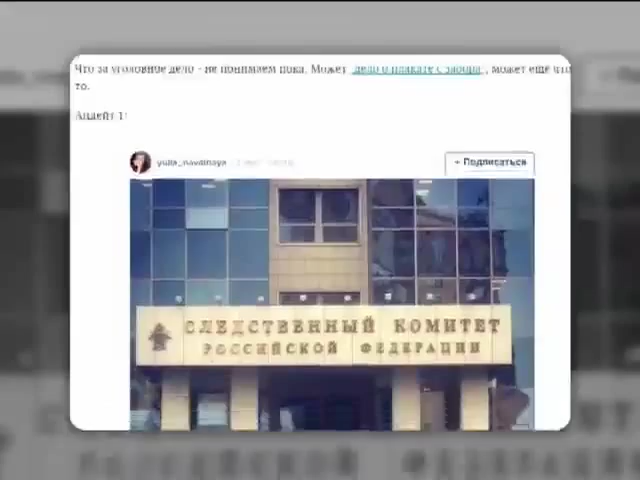 Что за уголовное дело - не понимаем пока. Может "дело о плакате с забора", может еще что
то.
Апдейт 1:
yulia_navalnaya
+ Подписаться
СЛЕДСТВЕННЫЙ КОМИТЕТ
РОССИЙСКОЙ ФЕДЕРАЦИИ